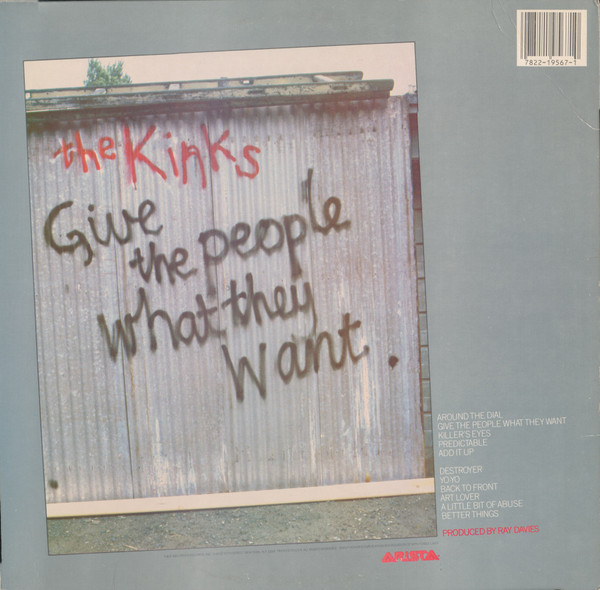 7822-19567-1
the Kinks
Give
the people
what they
want.
AROUND THE DIAL
GIVE THE PEOPLE WHAT THEY WANT
KILLER'S EYES
PREDICTABLE
ADD IT UP
DESTROYER
YO-YO
BACK TO FRONT
ART LOVER
A LITTLE BIT OF ABUSE
BETTER THINGS
PRODUCED BY RAY DAVIES
ARISTA